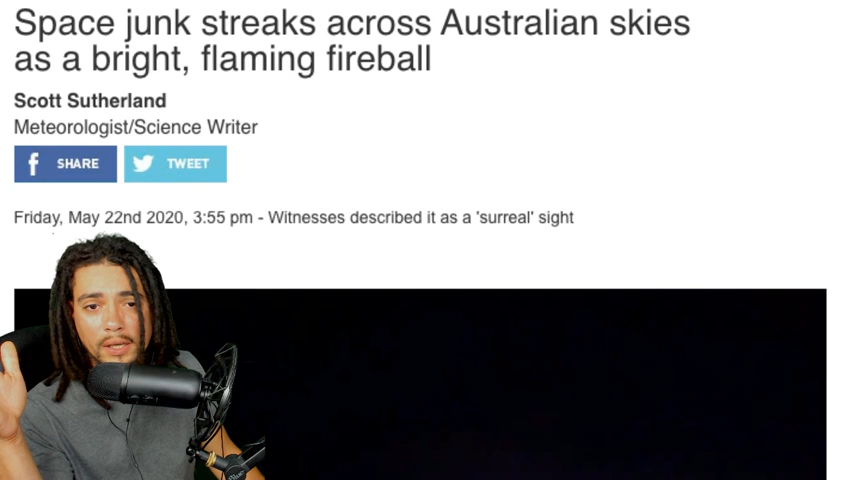 Space junk streaks across Australian skies
as a bright, flaming fireball
Scott Sutherland
Meteorologist/Science Writer
f SHARE TWEET
Friday, May 22nd 2020, 3:55 pm - Witnesses described it as a 'surreal' sight